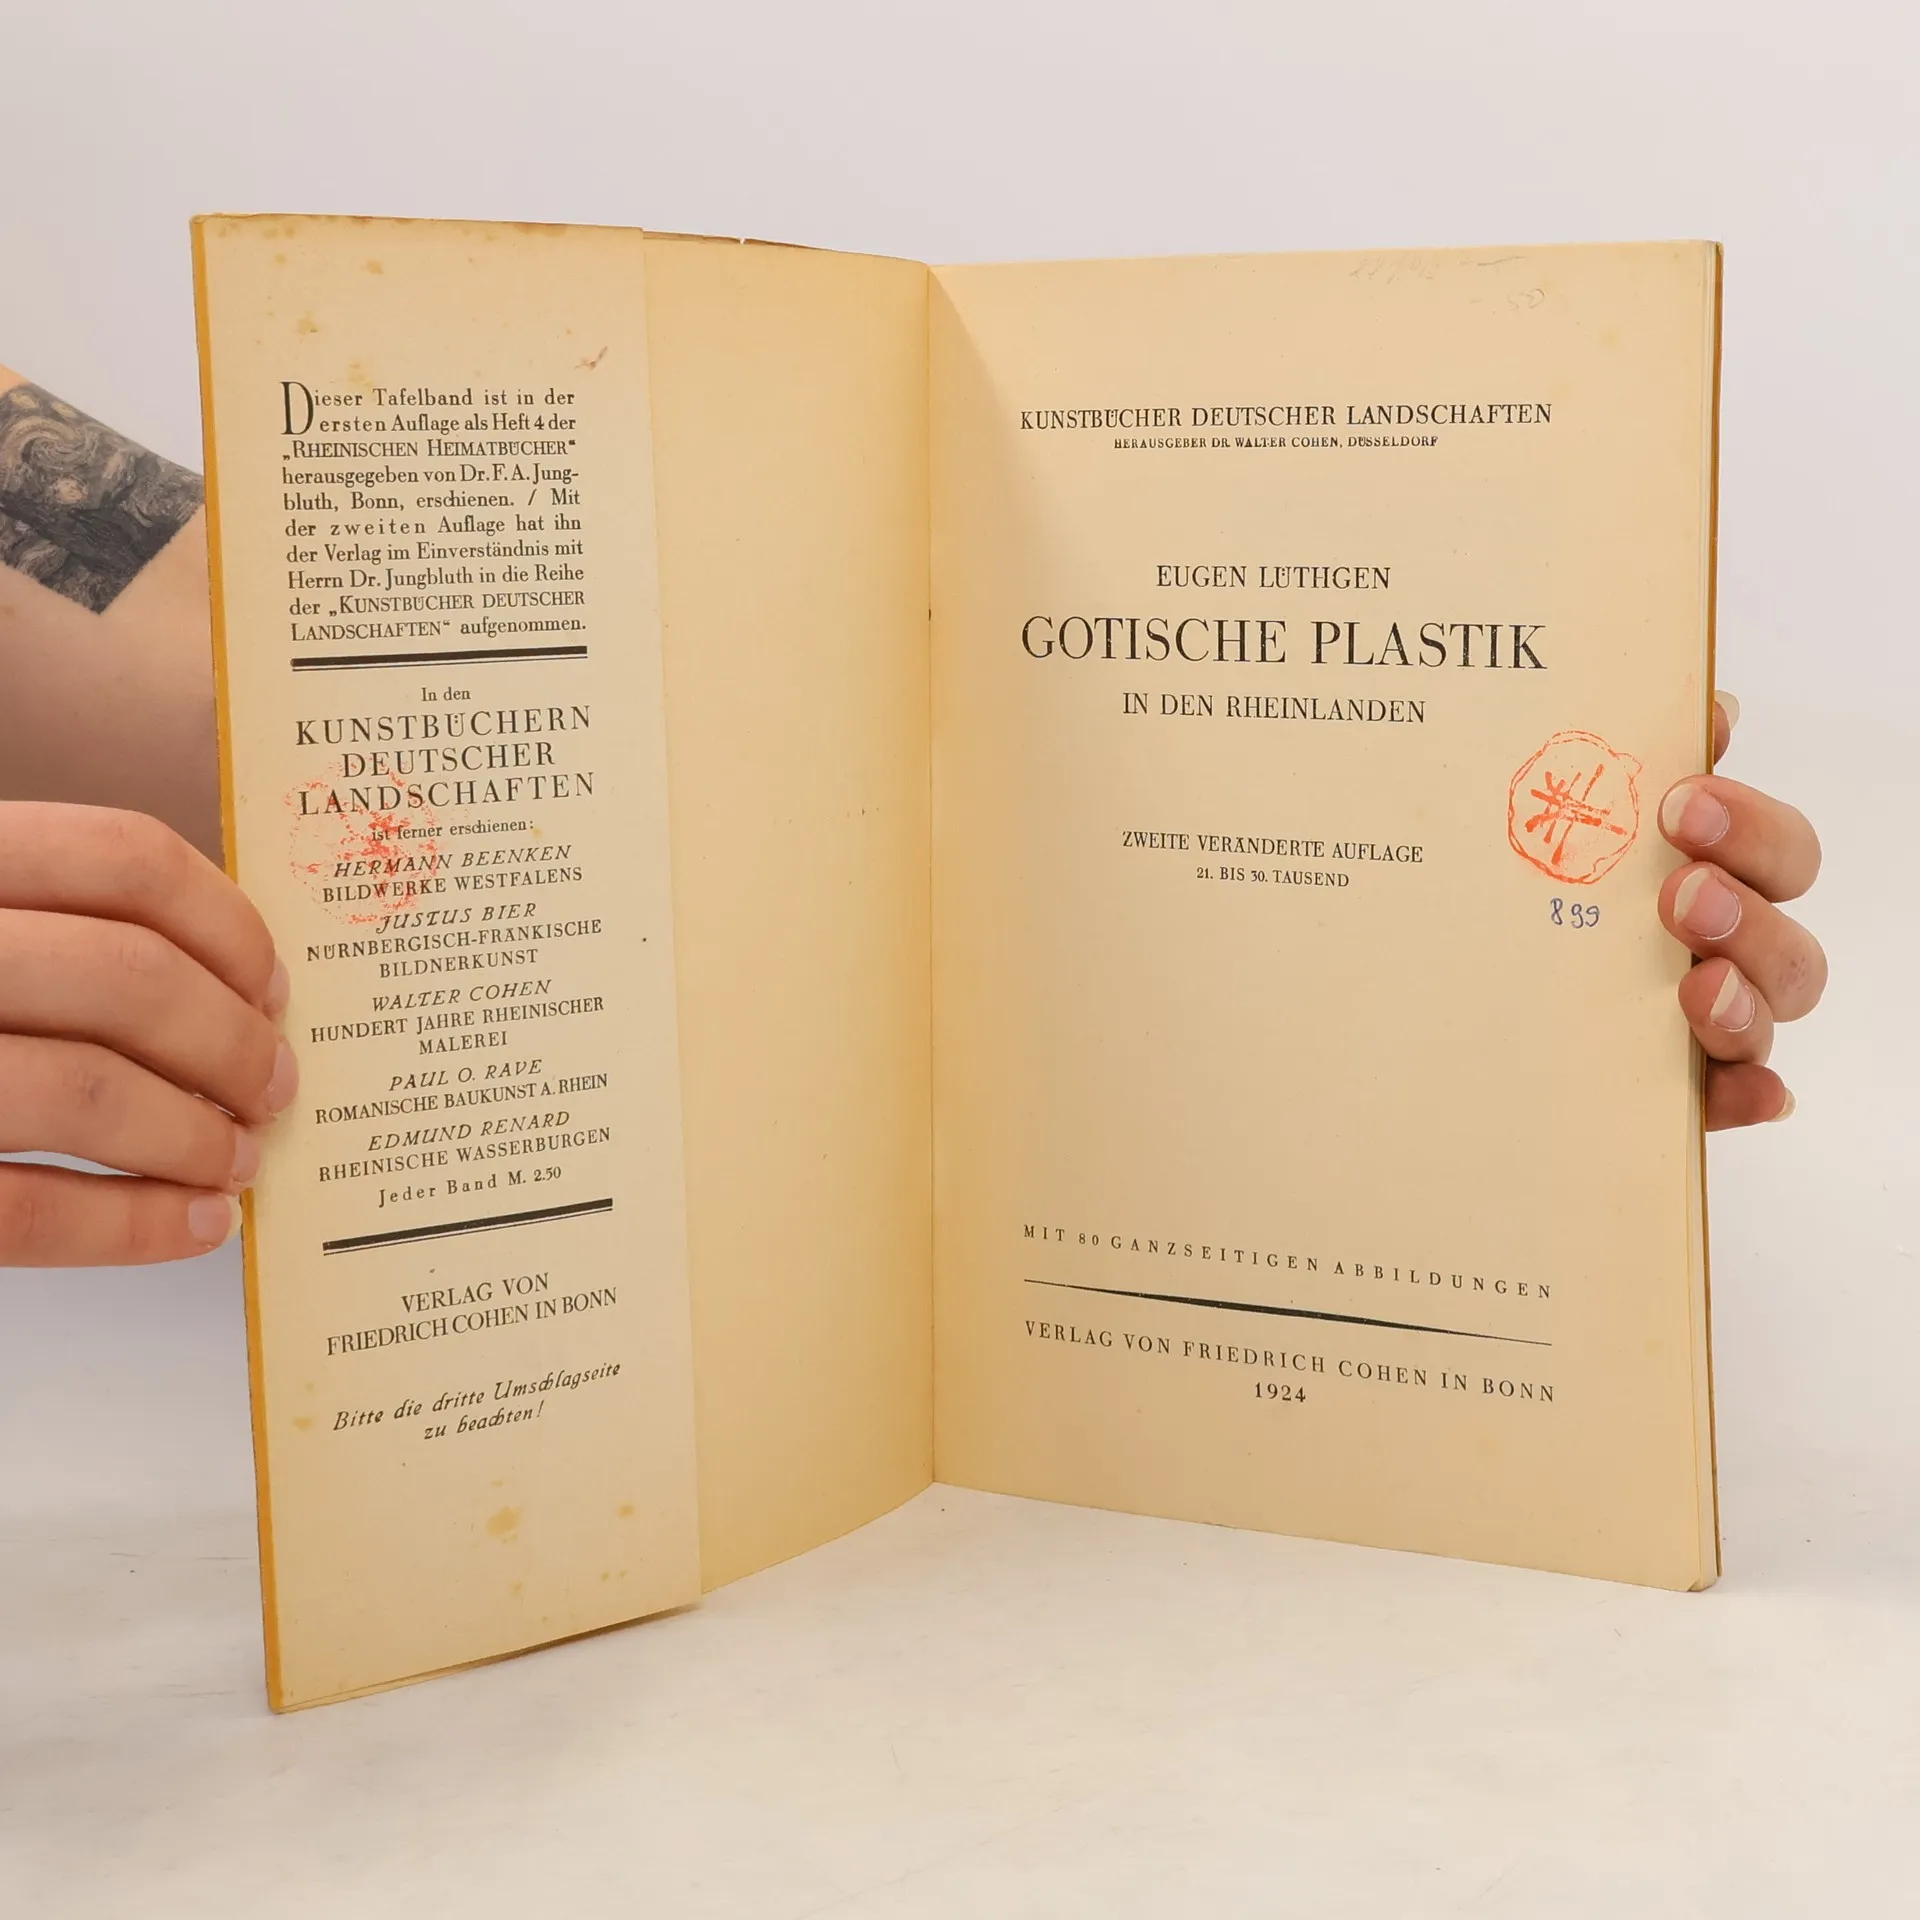 Dieser Tafelband ist in der
ersten Auflage als Heft 4 der
„RHEINISCHEN HEIMATBÜCHER“
herausgegeben von Dr. F. A. Jung-
bluth, Bonn, erschienen. / Mit
der zweiten Auflage hat ihn
der Verlag im Einverständnis mit
Herrn Dr. Jungbluth in die Reihe
der „KUNSTBÜCHER DEUTSCHER
LANDSCHAFTEN“ aufgenommen.
In den
KUNSTBÜCHERN
DEUTSCHER
LANDSCHAFTEN
ist ferner erschienen:
HERMANN BEENKEN
BILDWERKE WESTFALENS
JUSTUS BIER
NÜRNBERGISCH-FRÄNKISCHE
BILDNERKUNST
WALTER COHEN
HUNDERT JAHRE RHEINISCHER
MALEREI
PAUL O. RAVE
ROMANISCHE BAUKUNST A. RHEIN
EDMUND RENARD
RHEINISCHE WASSERBURGEN
Jeder Band M. 2.50
VERLAG VON
FRIEDRICH COHEN IN BONN
Bitte die dritte Umschlagseite
zu beachten!
50
KUNSTBÜCHER DEUTSCHER LANDSCHAFTEN
HERAUSGEBER DR. WALTER COHEN, DÜSSELDORF
EUGEN LÜTHGEN
GOTISCHE PLASTIK
IN DEN RHEINLANDEN
ZWEITE VERÄNDERTE AUFLAGE
21. BIS 30. TAUSEND
899
MIT 80 GANZSEITIGEN ABBILDUNGEN
VERLAG VON FRIEDRICH COHEN IN BONN
1924